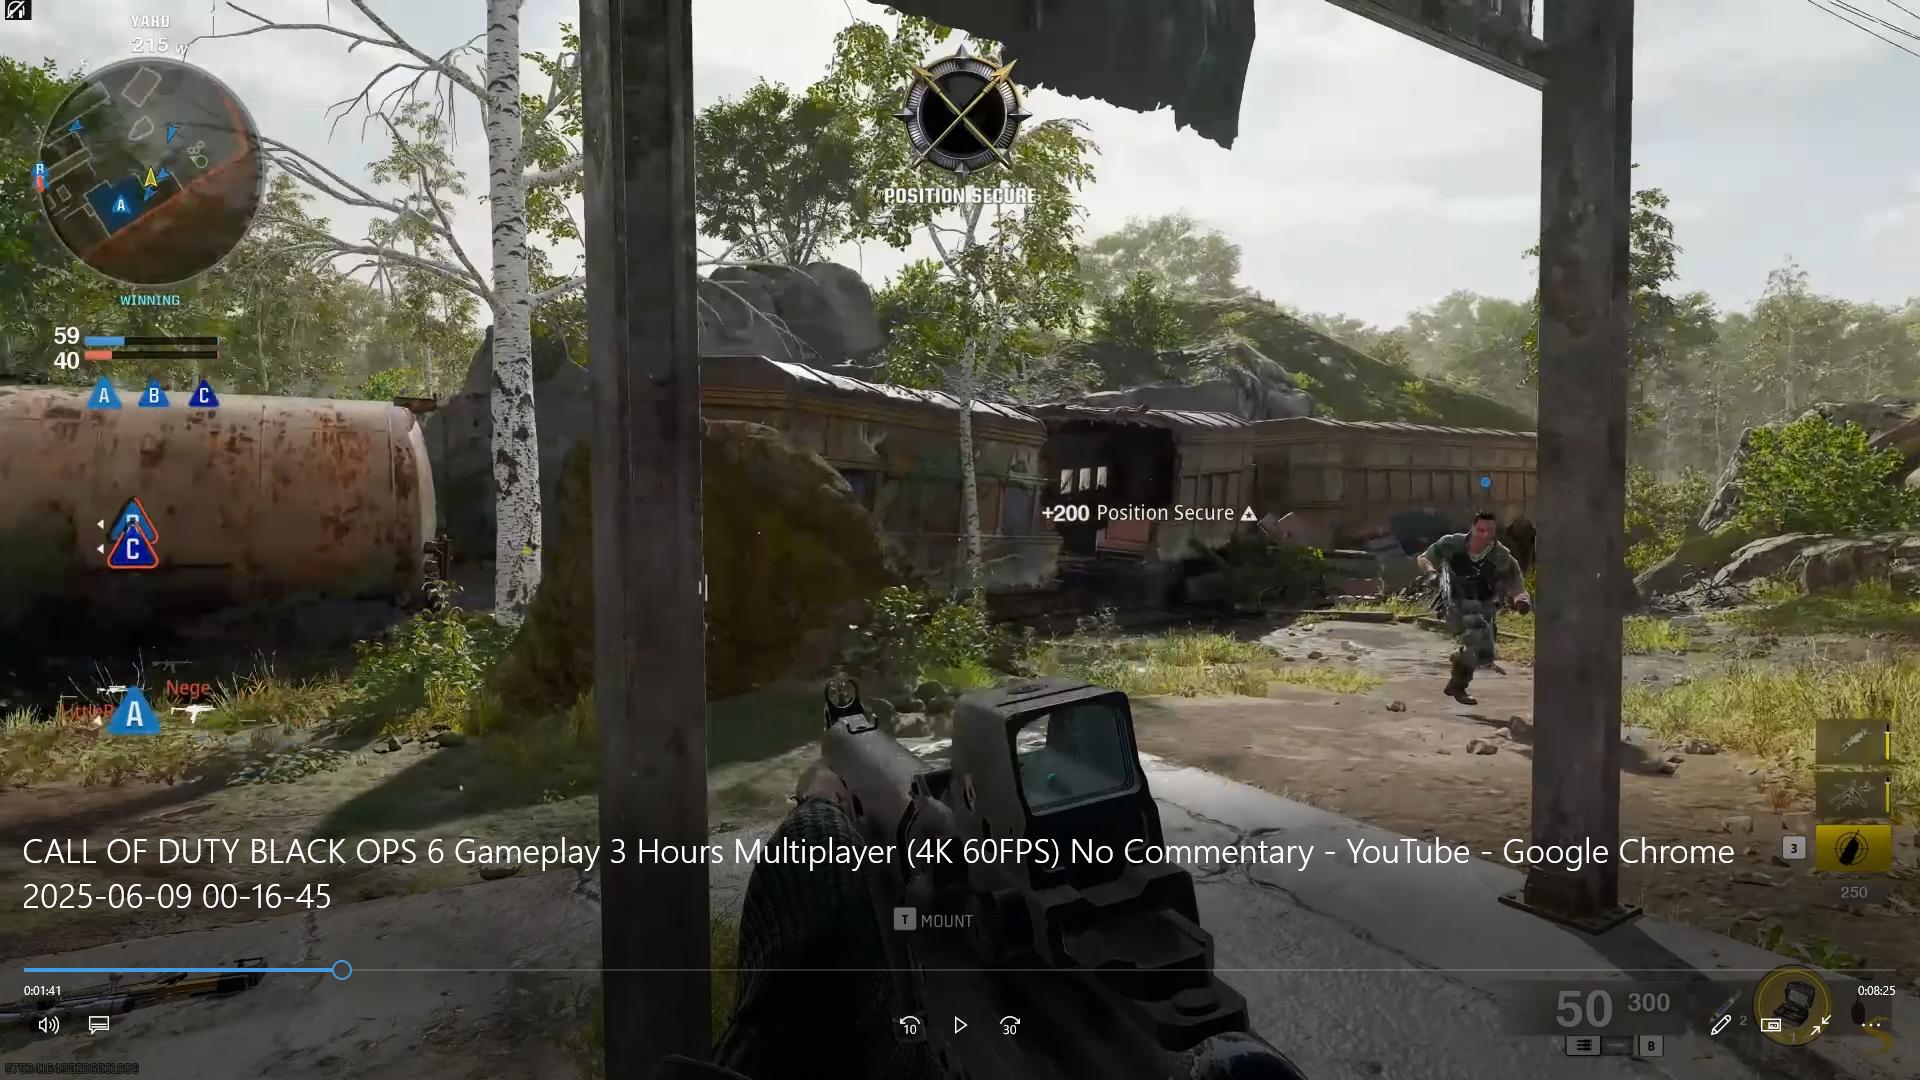 YARD
215 W
POSITION SECURE
R
A
WINNING
59
40
A B C
+200 Position Secure
C
Nege
A
CALL OF DUTY BLACK OPS 6 Gameplay 3 Hours Multiplayer (4K 60FPS) No Commentary - YouTube - Google Chrome
2025-06-09 00-16-45
3
250
T MOUNT
0:01:41
0:08:25
10
30
50 300
2
B
1